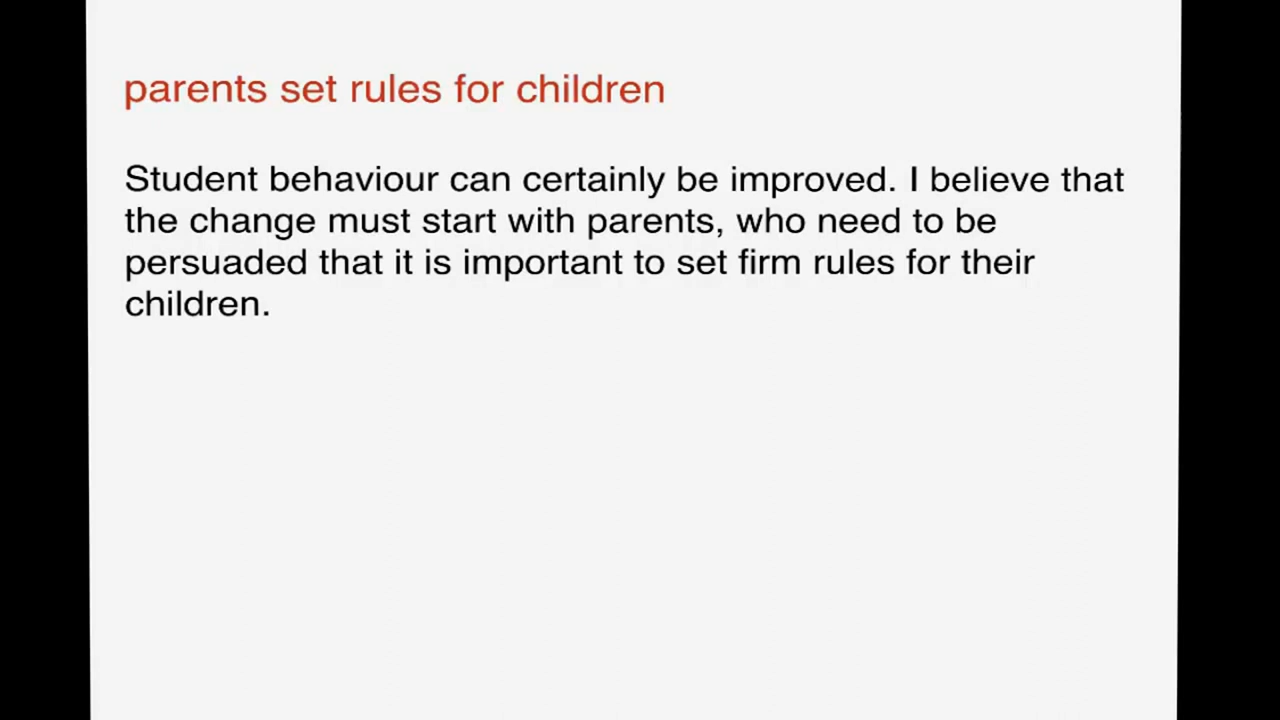 parents set rules for children
Student behaviour can certainly be improved. I believe that
the change must start with parents, who need to be
persuaded that it is important to set firm rules for their
children.